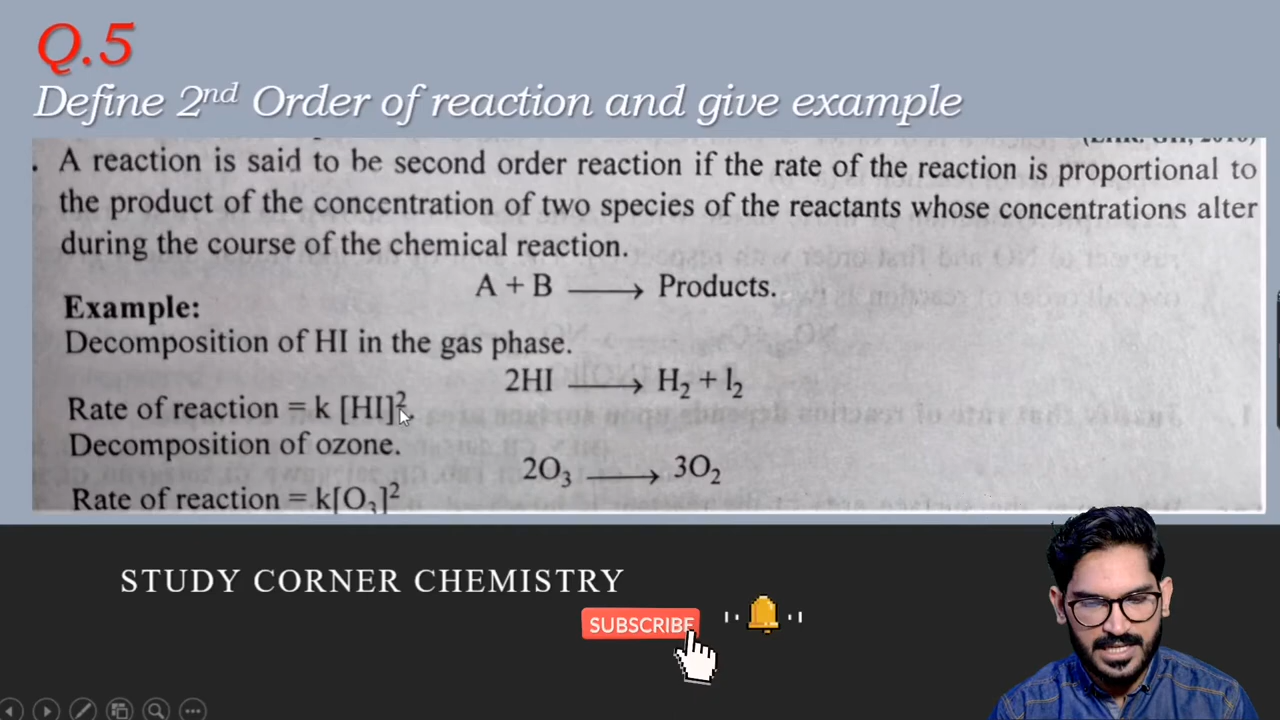 Q.5
Define 2nd Order of reaction and give example
. A reaction is said to be second order reaction if the rate of the reaction is proportional to
the product of the concentration of two species of the reactants whose concentrations alter
during the course of the chemical reaction.
A + B ⟶ Products.
Example:
Decomposition of HI in the gas phase.
2HI ⟶ H₂ + I₂
Rate of reaction = k [HI]².
Decomposition of ozone.
2O₃ ⟶ 3O₂
Rate of reaction = k[O₃]²
STUDY CORNER CHEMISTRY
SUBSCRIBE